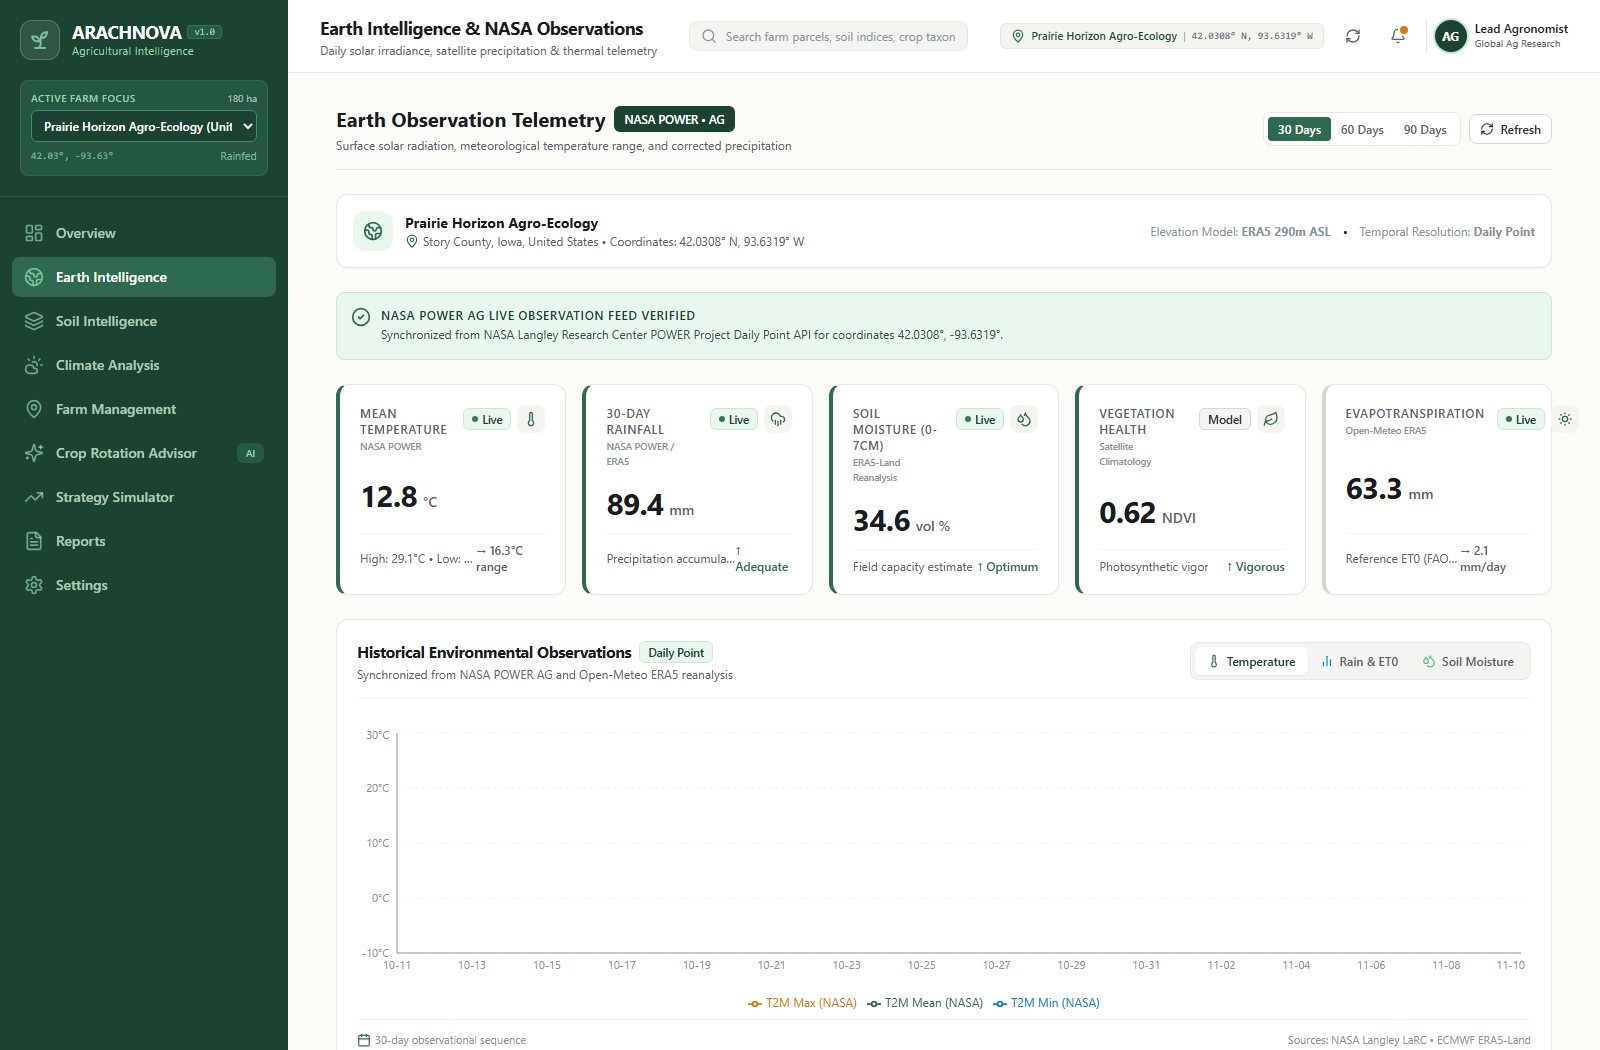 ARACHNOVA v1.0
Agricultural Intelligence
ACTIVE FARM FOCUS 180 ha
Prairie Horizon Agro-Ecology (Unit
42.03°, -93.63° Rainfed
Overview
Earth Intelligence
Soil Intelligence
Climate Analysis
Farm Management
Crop Rotation Advisor AI
Strategy Simulator
Reports
Settings
Earth Intelligence & NASA Observations
Daily solar irradiance, satellite precipitation & thermal telemetry
Search farm parcels, soil indices, crop taxon
Prairie Horizon Agro-Ecology | 42.0308° N, 93.6319° W
AG
Lead Agronomist
Global Ag Research
Earth Observation Telemetry NASA POWER • AG
Surface solar radiation, meteorological temperature range, and corrected precipitation
30 Days 60 Days 90 Days Refresh
Prairie Horizon Agro-Ecology
Story County, Iowa, United States • Coordinates: 42.0308° N, 93.6319° W
Elevation Model: ERA5 290m ASL • Temporal Resolution: Daily Point
NASA POWER AG LIVE OBSERVATION FEED VERIFIED
Synchronized from NASA Langley Research Center POWER Project Daily Point API for coordinates 42.0308°, -93.6319°.
MEAN
TEMPERATURE
NASA POWER
Live
12.8 °C
High: 29.1°C • Low: ...
→ 16.3°C
range
30-DAY
RAINFALL
NASA POWER /
ERA5
Live
89.4 mm
Precipitation accumula...
↑
Adequate
SOIL
MOISTURE (0-
7CM)
ERA5-Land
Reanalysis
Live
34.6 vol %
Field capacity estimate ↑ Optimum
VEGETATION
HEALTH
Satellite
Climatology
Model
0.62 NDVI
Photosynthetic vigor ↑ Vigorous
EVAPOTRANSPIRATION
Open-Meteo ERA5
Live
63.3 mm
Reference ET0 (FAO...
→ 2.1
mm/day
Historical Environmental Observations Daily Point
Synchronized from NASA POWER AG and Open-Meteo ERA5 reanalysis
Temperature Rain & ET0 Soil Moisture
30°C
20°C
10°C
0°C
-10°C
10-11 10-13 10-15 10-17 10-19 10-21 10-23 10-25 10-27 10-29 10-31 11-02 11-04 11-06 11-08 11-10
T2M Max (NASA) T2M Mean (NASA) T2M Min (NASA)
30-day observational sequence
Sources: NASA Langley LaRC • ECMWF ERA5-Land